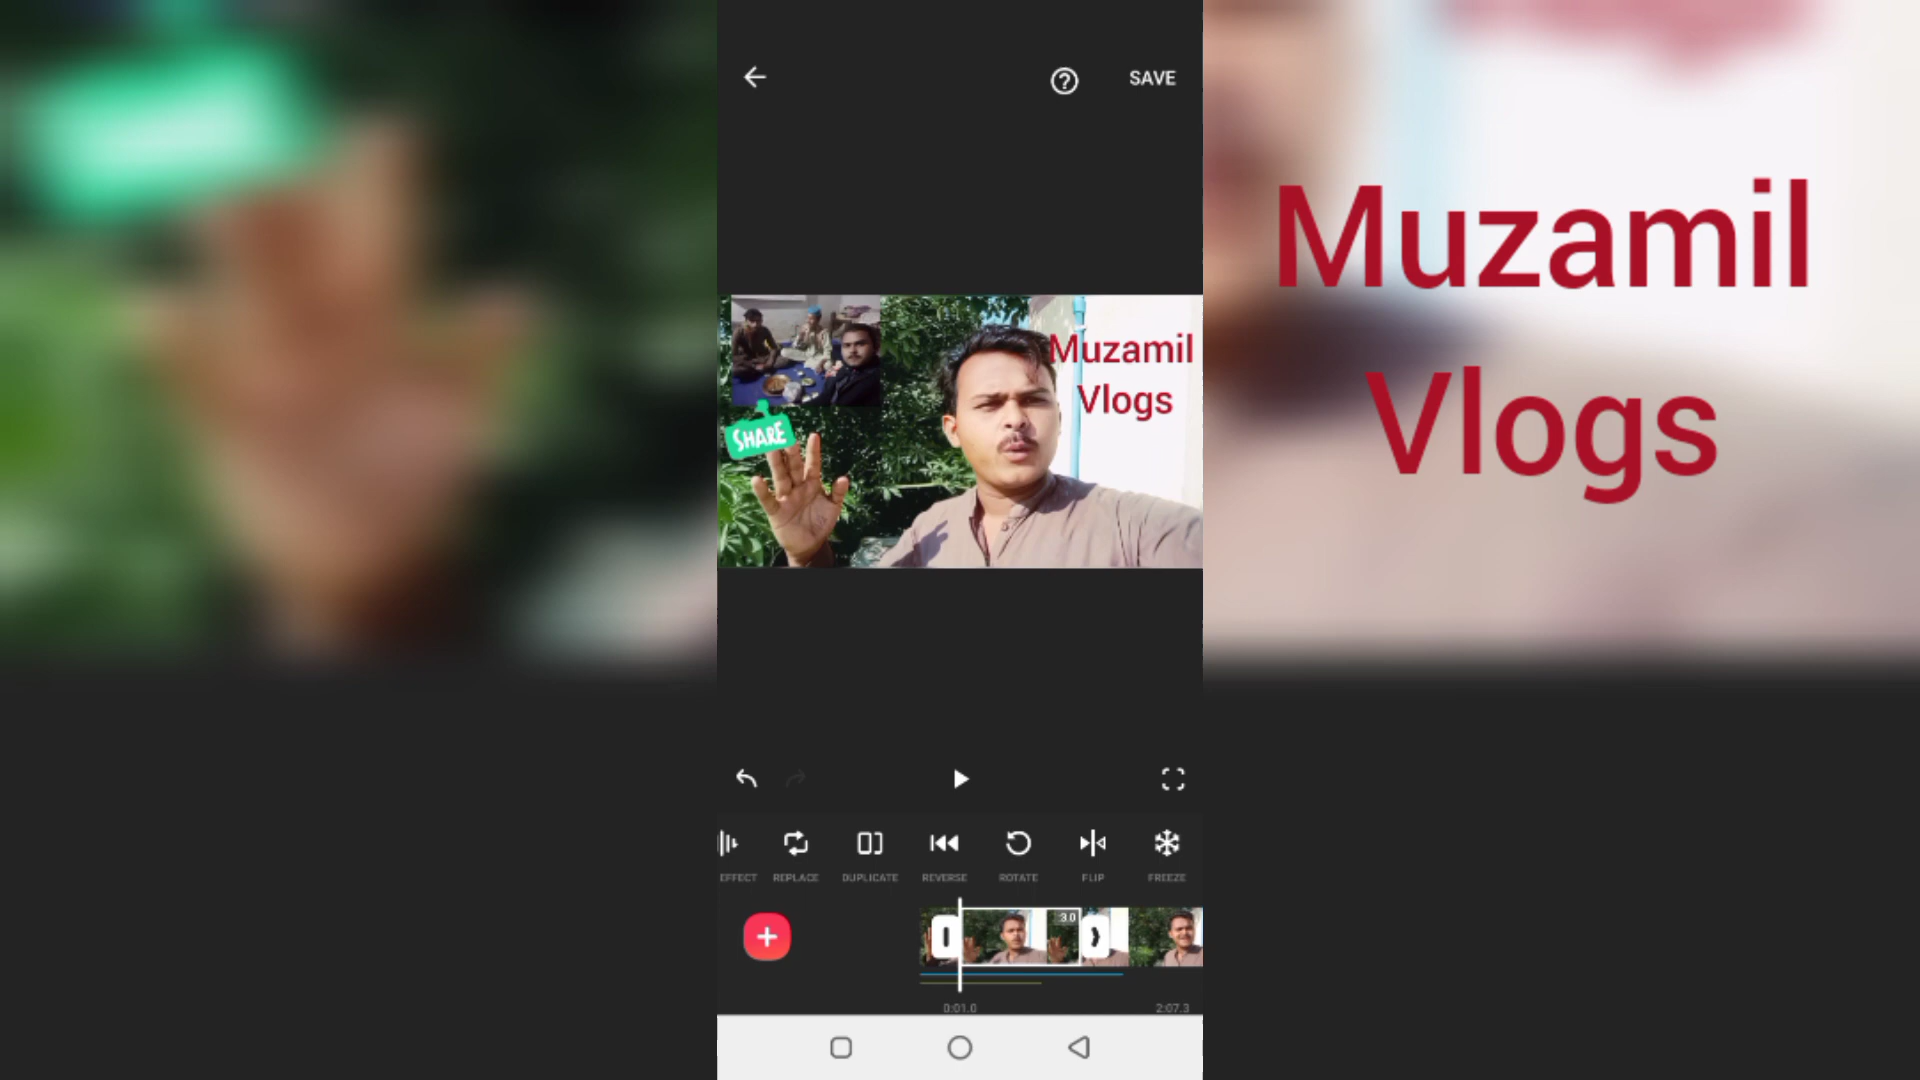 SAVE
Muzamil
Vlogs
SHARE
Muzamil
Vlogs
EFFECT REPLACE DUPLICATE REVERSE ROTATE FLIP FREEZE
3.0
0:01.0 2:07.3